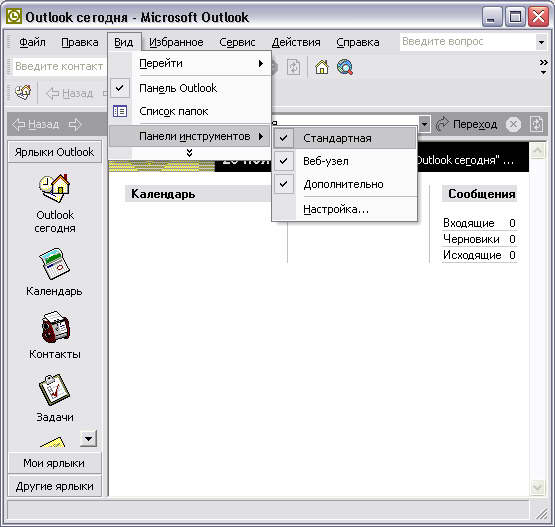 Outlook сегодня - Microsoft Outlook
Файл Правка Вид Избранное Сервис Действия Справка Введите вопрос
Введите контакт
Перейти
Панель Outlook
Список папок
Панели инструментов
Стандартная
Веб-узел
Дополнительно
Настройка...
Назад
Назад Переход
Ярлыки Outlook
Outlook сегодня" ...
Outlook
сегодня
Календарь
Контакты
Задачи
Мои ярлыки
Другие ярлыки
Календарь
Сообщения
Входящие 0
Черновики 0
Исходящие 0